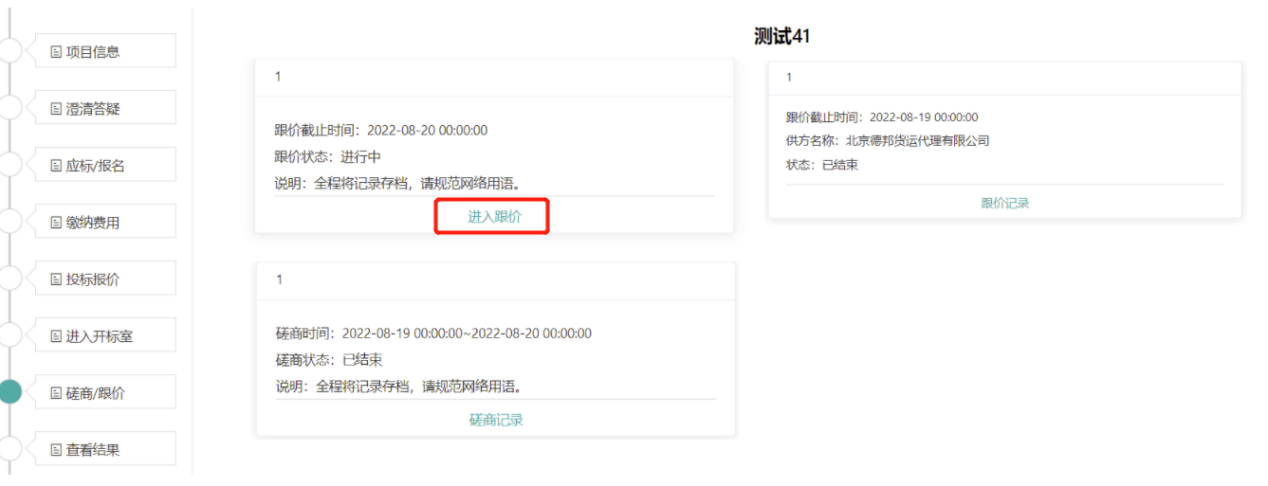 项目信息
澄清答疑
应标/报名
缴纳费用
投标报价
进入开标室
磋商/跟价
查看结果
测试41
1
跟价截止时间：2022-08-20 00:00:00
跟价状态：进行中
说明：全程将记录存档，请规范网络用语。
进入跟价
1
磋商时间：2022-08-19 00:00:00~2022-08-20 00:00:00
磋商状态：已结束
说明：全程将记录存档，请规范网络用语。
磋商记录
1
跟价截止时间：2022-08-19 00:00:00
供方名称：北京德邦货运代理有限公司
状态：已结束
跟价记录